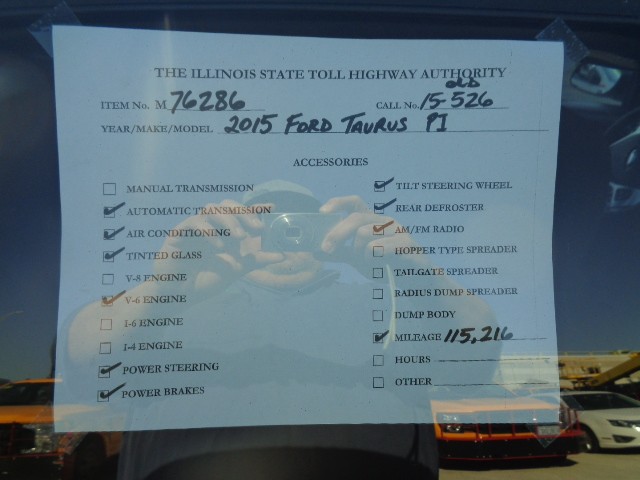 THE ILLINOIS STATE TOLL HIGHWAY AUTHORITY
OLD
ITEM No. M 76286 CALL No. 15-526
YEAR/MAKE/MODEL 2015 FORD TAURUS PI
ACCESSORIES
MANUAL TRANSMISSION
AUTOMATIC TRANSMISSION
AIR CONDITIONING
TINTED GLASS
V-8 ENGINE
V-6 ENGINE
I-6 ENGINE
I-4 ENGINE
POWER STEERING
POWER BRAKES
TILT STEERING WHEEL
REAR DEFROSTER
AM/FM RADIO
HOPPER TYPE SPREADER
TAILGATE SPREADER
RADIUS DUMP SPREADER
DUMP BODY
MILEAGE 115,216
HOURS
OTHER